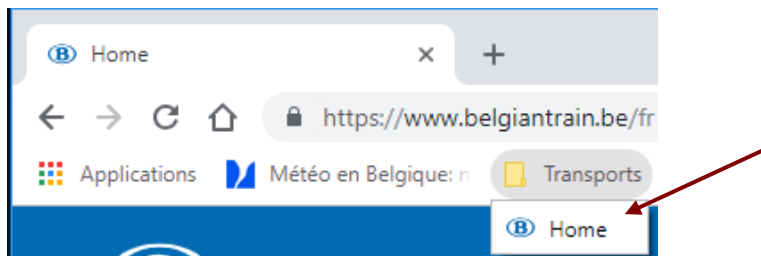 B Home
https://www.belgiantrain.be/fr
Applications Météo en Belgique: n Transports
B Home